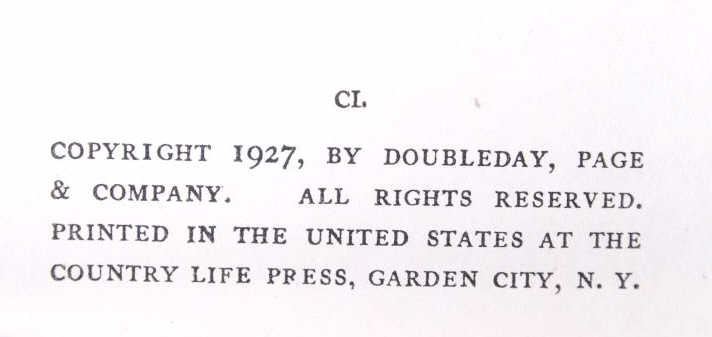 CL
COPYRIGHT 1927, BY DOUBLEDAY, PAGE
& COMPANY. ALL RIGHTS RESERVED.
PRINTED IN THE UNITED STATES AT THE
COUNTRY LIFE PRESS, GARDEN CITY, N. Y.